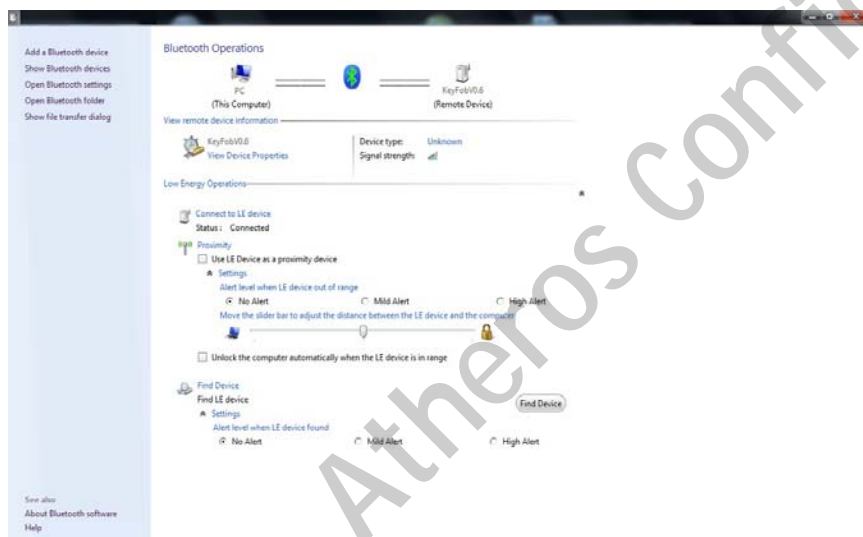 Add a Bluetooth device
Show Bluetooth devices
Open Bluetooth settings
Open Bluetooth folder
Show file transfer dialog
Bluetooth Operations
PC
(This Computer)
KeyFobV0.6
(Remote Device)
View remote device information
KeyFobV0.6
View Device Properties
Device type: Unknown
Signal strength:
Low Energy Operations
Connect to LE device
Status : Connected
Proximity
Use LE Device as a proximity device
Settings
Alert level when LE device out of range
No Alert Mild Alert High Alert
Move the slider bar to adjust the distance between the LE device and the computer
Unlock the computer automatically when the LE device is in range
Find Device
Find LE device
Find Device
Settings
Alert level when LE device found
No Alert Mild Alert High Alert
See also
About Bluetooth software
Help
Atheros Confi